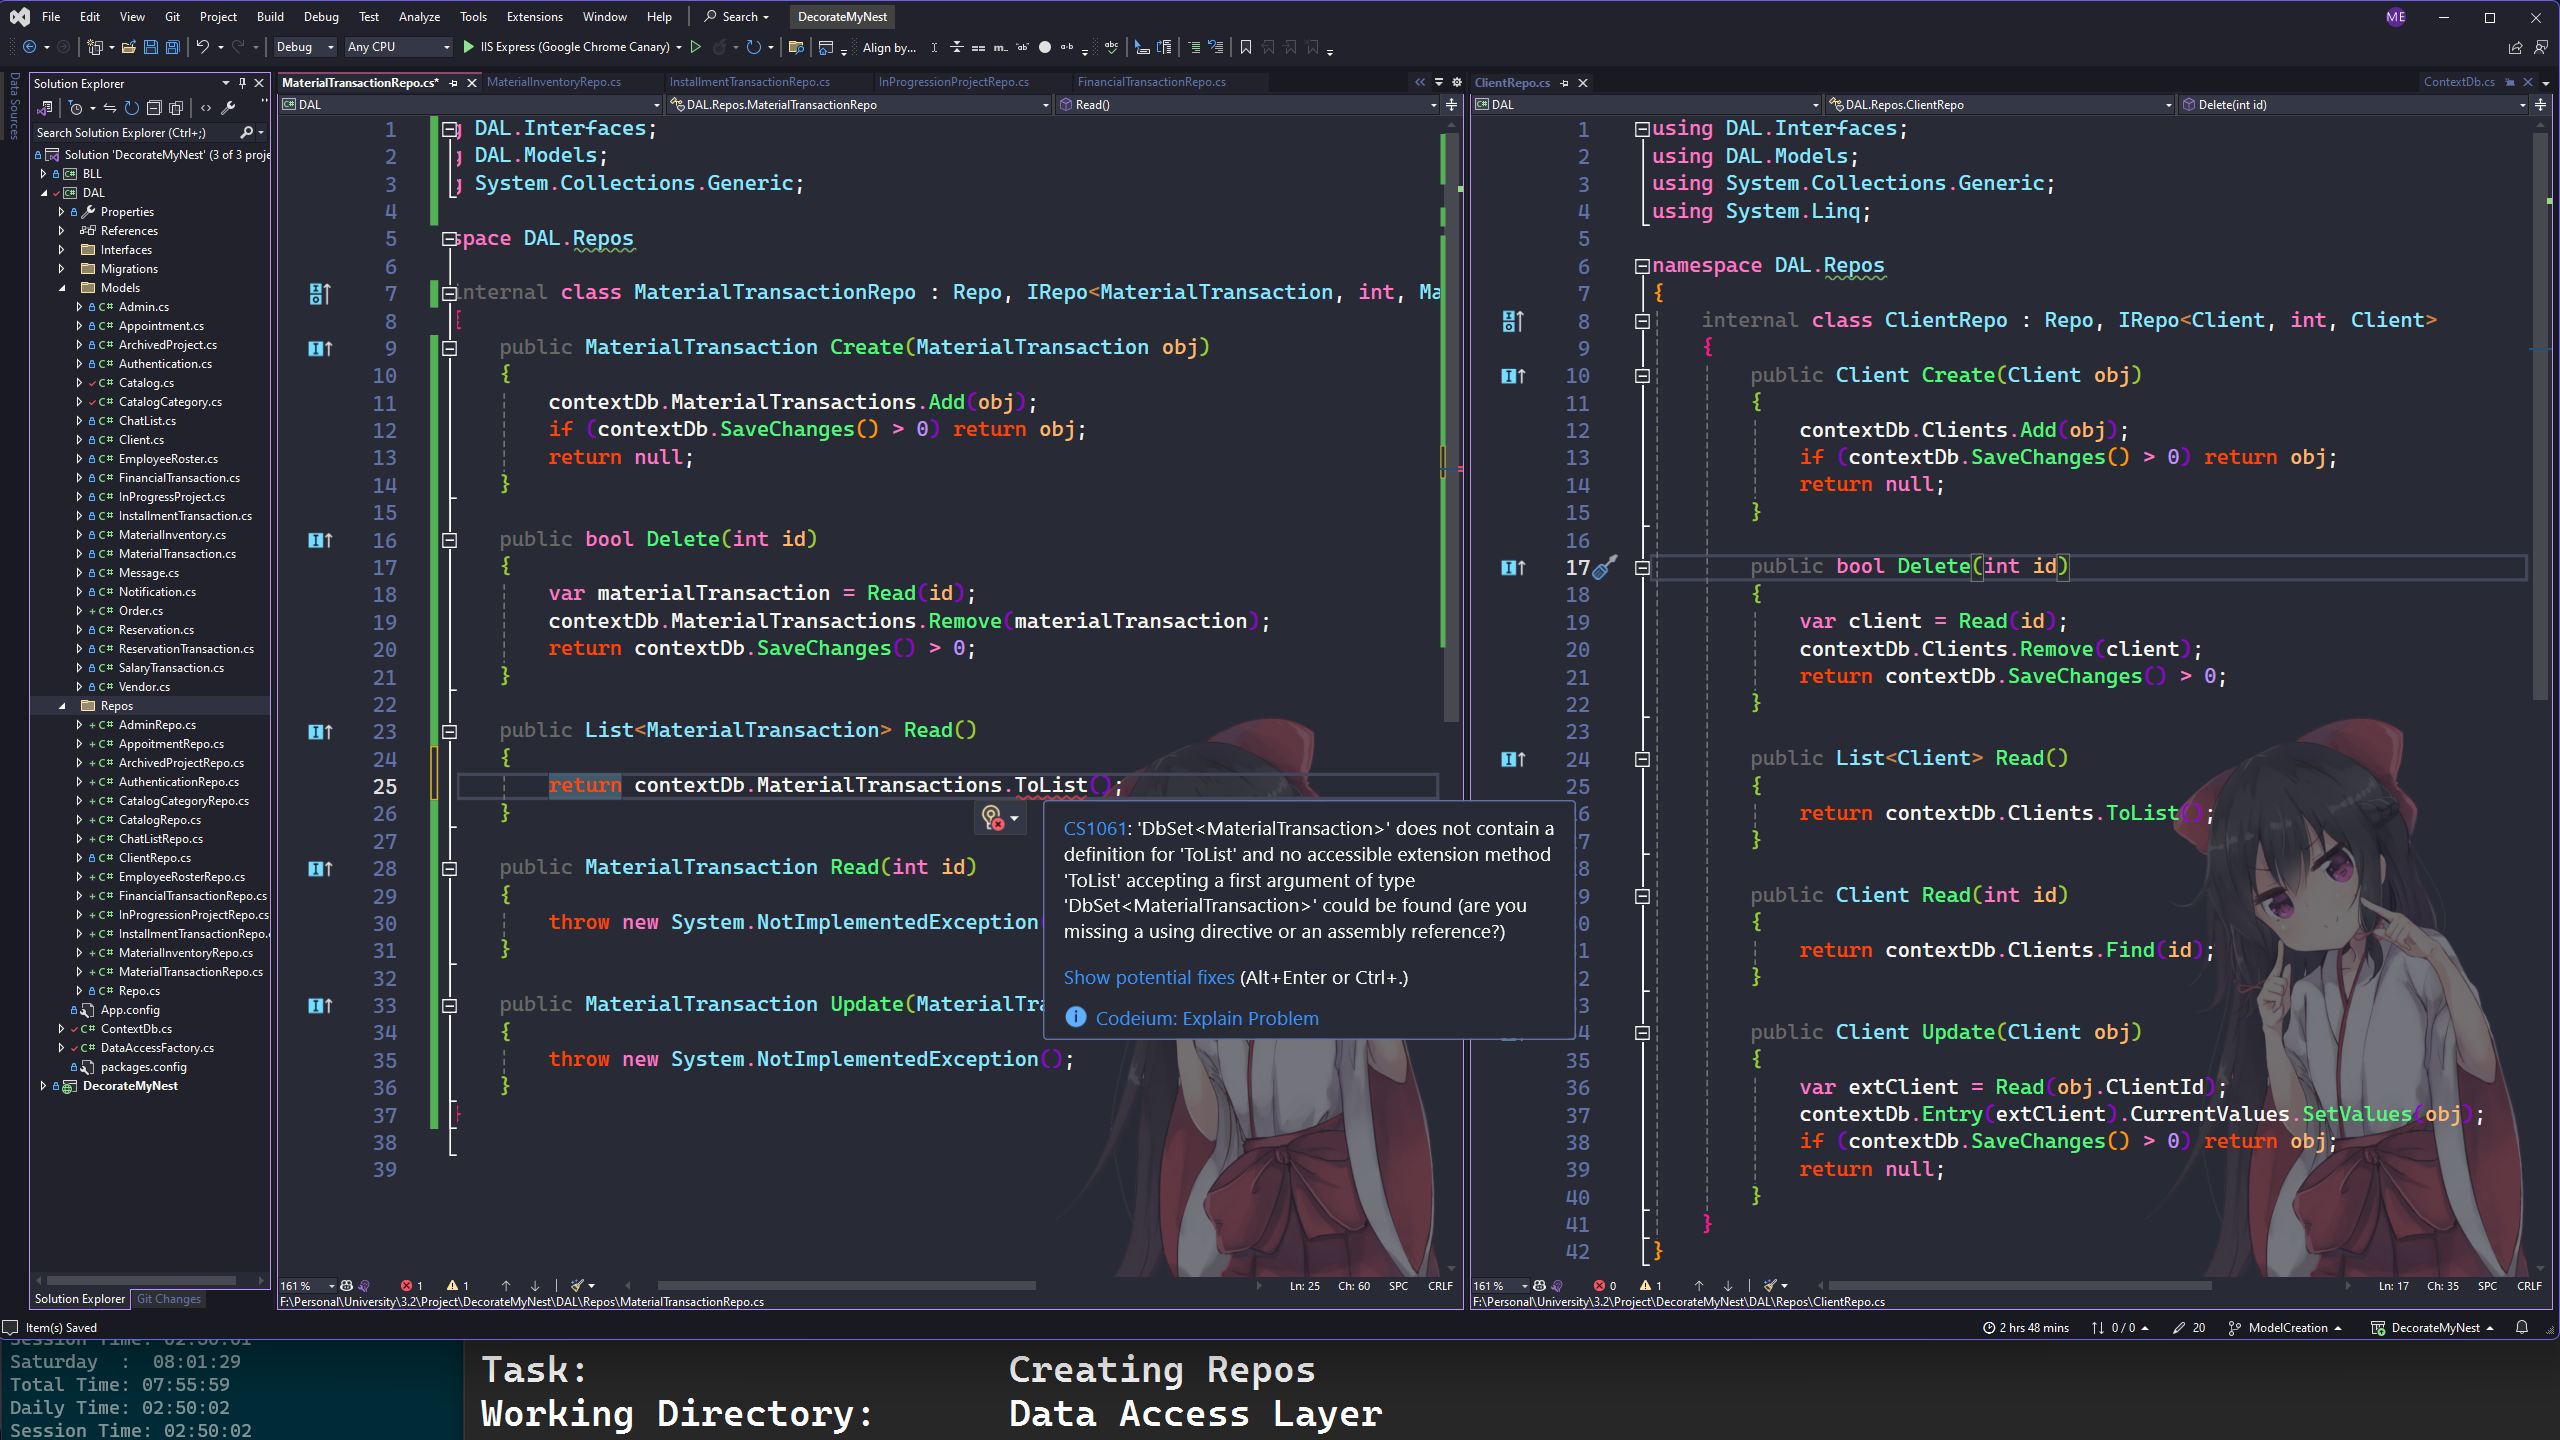 File Edit View Git Project Build Debug Test Analyze Tools Extensions Window Help Search DecorateMyNest ME
Debug Any CPU IIS Express (Google Chrome Canary) Align by...
Data Sources
Solution Explorer
Search Solution Explorer (Ctrl+;)
Solution 'DecorateMyNest' (3 of 3 proje
BLL
DAL
Properties
References
Interfaces
Migrations
Models
Admin.cs
Appointment.cs
ArchivedProject.cs
Authentication.cs
Catalog.cs
CatalogCategory.cs
ChatList.cs
Client.cs
EmployeeRoster.cs
FinancialTransaction.cs
InProgressProject.cs
InstallmentTransaction.cs
MaterialInventory.cs
MaterialTransaction.cs
Message.cs
Notification.cs
Order.cs
Reservation.cs
ReservationTransaction.cs
SalaryTransaction.cs
Vendor.cs
Repos
AdminRepo.cs
AppoitmentRepo.cs
ArchivedProjectRepo.cs
AuthenticationRepo.cs
CatalogCategoryRepo.cs
CatalogRepo.cs
ChatListRepo.cs
ClientRepo.cs
EmployeeRosterRepo.cs
FinancialTransactionRepo.cs
InProgressionProjectRepo.cs
InstallmentTransactionRepo.
MaterialInventoryRepo.cs
MaterialTransactionRepo.cs
Repo.cs
App.config
ContextDb.cs
DataAccessFactory.cs
packages.config
DecorateMyNest
Solution Explorer Git Changes
MaterialTransactionRepo.cs* MaterialInventoryRepo.cs InstallmentTransactionRepo.cs InProgressionProjectRepo.cs FinancialTransactionRepo.cs
DAL DAL.Repos.MaterialTransactionRepo Read()
1 g DAL.Interfaces;
2 g DAL.Models;
3 g System.Collections.Generic;
4
5 space DAL.Repos
6
7 internal class MaterialTransactionRepo : Repo, IRepo<MaterialTransaction, int, Ma
8 {
9 public MaterialTransaction Create(MaterialTransaction obj)
10 {
11 contextDb.MaterialTransactions.Add(obj);
12 if (contextDb.SaveChanges() > 0) return obj;
13 return null;
14 }
15
16 public bool Delete(int id)
17 {
18 var materialTransaction = Read(id);
19 contextDb.MaterialTransactions.Remove(materialTransaction);
20 return contextDb.SaveChanges() > 0;
21 }
22
23 public List<MaterialTransaction> Read()
24 {
25 return contextDb.MaterialTransactions.ToList();
26 }
27
28 public MaterialTransaction Read(int id)
29 {
30 throw new System.NotImplementedException(
31 }
32
33 public MaterialTransaction Update(MaterialTra
34 {
35 throw new System.NotImplementedException();
36 }
37 }
38
39
CS1061: 'DbSet<MaterialTransaction>' does not contain a
definition for 'ToList' and no accessible extension method
'ToList' accepting a first argument of type
'DbSet<MaterialTransaction>' could be found (are you
missing a using directive or an assembly reference?)
Show potential fixes (Alt+Enter or Ctrl+.)
Codeium: Explain Problem
161 % 1 1 Ln: 25 Ch: 60 SPC CRLF
F:\Personal\University\3.2\Project\DecorateMyNest\DAL\Repos\MaterialTransactionRepo.cs
ClientRepo.cs ContextDb.cs
DAL DAL.Repos.ClientRepo Delete(int id)
1 using DAL.Interfaces;
2 using DAL.Models;
3 using System.Collections.Generic;
4 using System.Linq;
5
6 namespace DAL.Repos
7 {
8 internal class ClientRepo : Repo, IRepo<Client, int, Client>
9 {
10 public Client Create(Client obj)
11 {
12 contextDb.Clients.Add(obj);
13 if (contextDb.SaveChanges() > 0) return obj;
14 return null;
15 }
16
17 public bool Delete(int id)
18 {
19 var client = Read(id);
20 contextDb.Clients.Remove(client);
21 return contextDb.SaveChanges() > 0;
22 }
23
24 public List<Client> Read()
25 {
26 return contextDb.Clients.ToList();
7 }
8
9 public Client Read(int id)
0 {
1 return contextDb.Clients.Find(id);
2 }
3
4 public Client Update(Client obj)
35 {
36 var extClient = Read(obj.ClientId);
37 contextDb.Entry(extClient).CurrentValues.SetValues(obj);
38 if (contextDb.SaveChanges() > 0) return obj;
39 return null;
40 }
41 }
42 }
161 % 0 1 Ln: 17 Ch: 35 SPC CRLF
F:\Personal\University\3.2\Project\DecorateMyNest\DAL\Repos\ClientRepo.cs
Item(s) Saved 2 hrs 48 mins 0 / 0 20 ModelCreation DecorateMyNest
Session Time: 02:50:01
Saturday : 08:01:29
Total Time: 07:55:59
Daily Time: 02:50:02
Session Time: 02:50:02
Task: Creating Repos
Working Directory: Data Access Layer